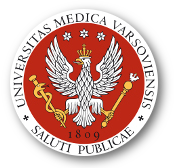 UNIVERSITAS MEDICA VARSOVIENSIS
SALUTI PUBLICAE
1809